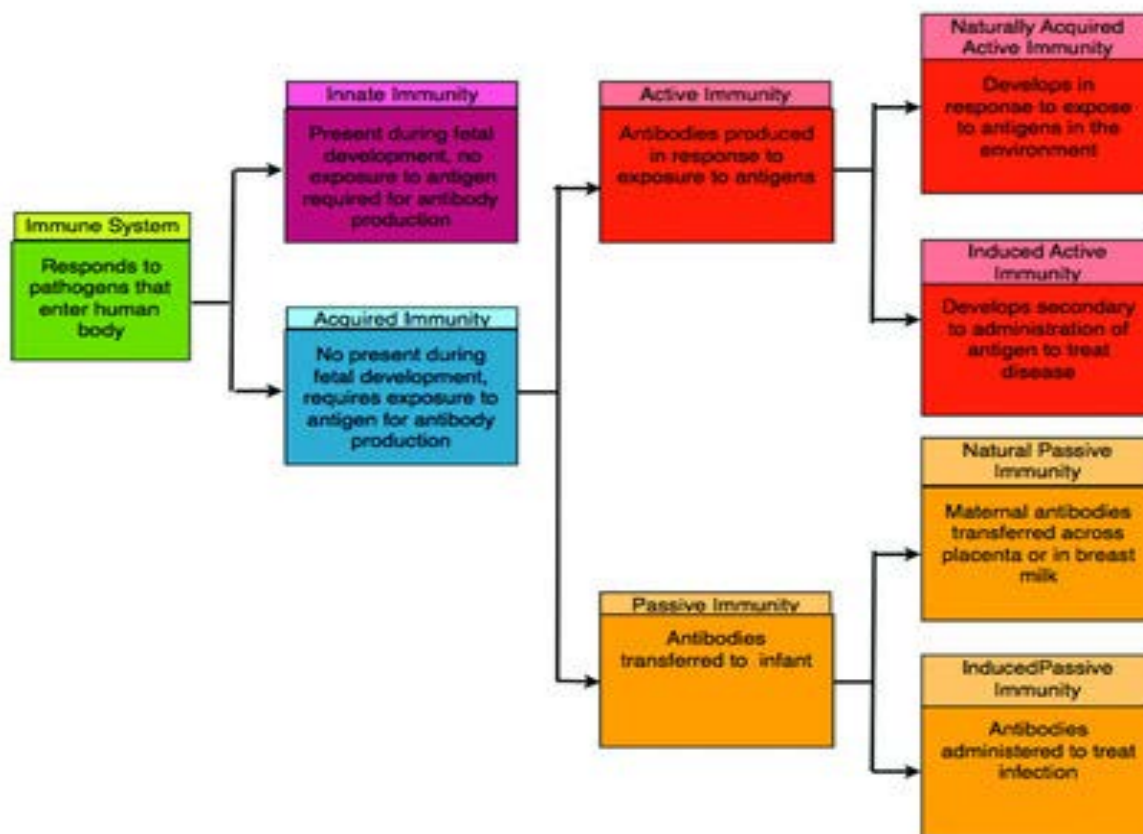 Immune System
Responds to
pathogens that
enter human
body
Innate Immunity
Present during fetal
development, no
exposure to antigen
required for antibody
production
Acquired Immunity
No present during
fetal development,
requires exposure to
antigen for antibody
production
Active Immunity
Antibodies produced
in response to
exposure to antigens
Passive Immunity
Antibodies
transferred to infant
Naturally Acquired
Active Immunity
Develops in
response to expose
to antigens in the
environment
Induced Active
Immunity
Develops secondary
to administration of
antigen to treat
disease
Natural Passive
Immunity
Maternal antibodies
transferred across
placenta or in breast
milk
InducedPassive
Immunity
Antibodies
administered to treat
infection